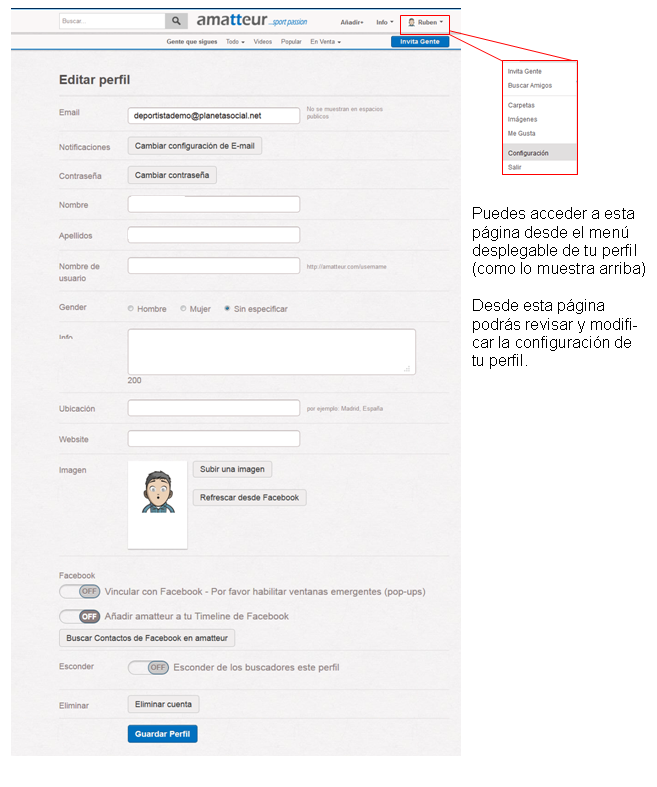 Buscar...
amatteur ...sport passion
Añadir+
Info
Ruben
Gente que sigues
Todo
Videos
Popular
En Venta
Invita Gente
Invita Gente
Buscar Amigos
Carpetas
Imágenes
Me Gusta
Configuración
Salir
Puedes acceder a esta
página desde el menú
desplegable de tu perfil
(como lo muestra arriba)
Desde esta página
podrás revisar y modifi-
car la configuración de
tu perfil.
Editar perfil
Email
deportistademo@planetasocial.net
No se muestran en espacios
publicos
Notificaciones
Cambiar configuración de E-mail
Contraseña
Cambiar contraseña
Nombre
Apellidos
Nombre de
usuario
http://amatteur.com/username
Gender
Hombre
Mujer
Sin especificar
Info
200
Ubicación
por ejemplo: Madrid, España
Website
Imagen
Subir una imagen
Refrescar desde Facebook
Facebook
OFF Vincular con Facebook - Por favor habilitar ventanas emergentes (pop-ups)
OFF Añadir amatteur a tu Timeline de Facebook
Buscar Contactos de Facebook en amatteur
Esconder
OFF Esconder de los buscadores este perfil
Eliminar
Eliminar cuenta
Guardar Perfil